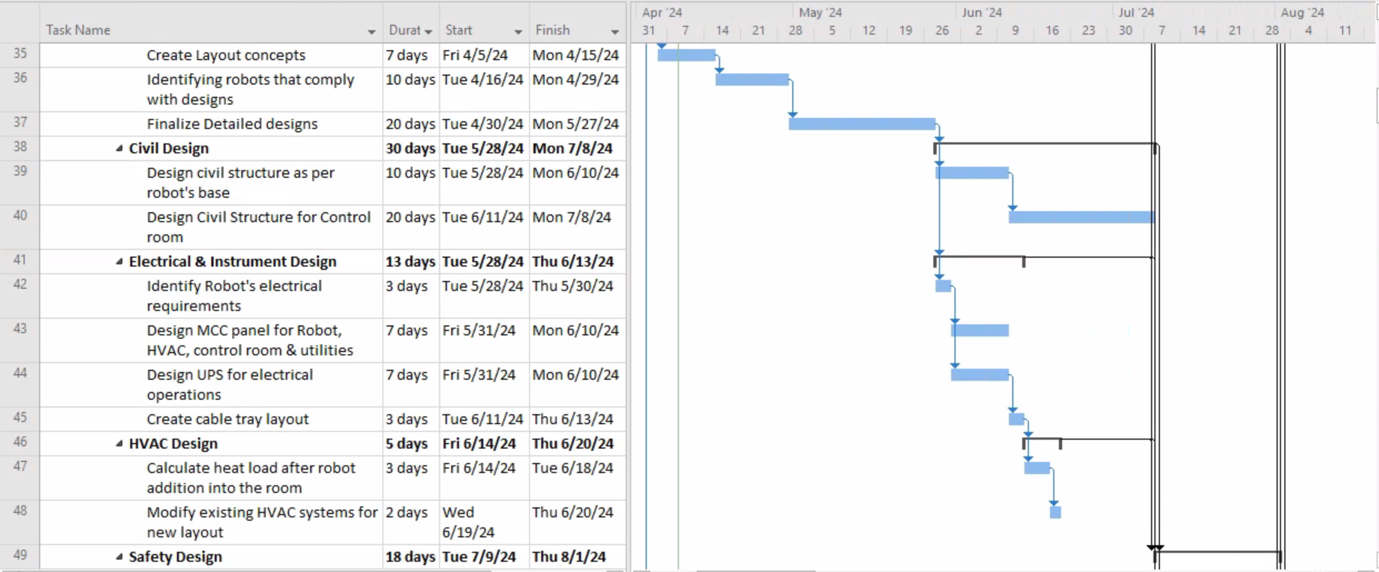 Apr '24 May '24 Jun '24 Jul '24 Aug '24
Task Name Durat Start Finish 31 7 14 21 28 5 12 19 26 2 9 16 23 30 7 14 21 28 4 11
35 Create Layout concepts 7 days Fri 4/5/24 Mon 4/15/24
36 Identifying robots that comply 10 days Tue 4/16/24 Mon 4/29/24
with designs
37 Finalize Detailed designs 20 days Tue 4/30/24 Mon 5/27/24
38 Civil Design 30 days Tue 5/28/24 Mon 7/8/24
39 Design civil structure as per 10 days Tue 5/28/24 Mon 6/10/24
robot's base
40 Design Civil Structure for Control 20 days Tue 6/11/24 Mon 7/8/24
room
41 Electrical & Instrument Design 13 days Tue 5/28/24 Thu 6/13/24
42 Identify Robot's electrical 3 days Tue 5/28/24 Thu 5/30/24
requirements
43 Design MCC panel for Robot, 7 days Fri 5/31/24 Mon 6/10/24
HVAC, control room & utilities
44 Design UPS for electrical 7 days Fri 5/31/24 Mon 6/10/24
operations
45 Create cable tray layout 3 days Tue 6/11/24 Thu 6/13/24
46 HVAC Design 5 days Fri 6/14/24 Thu 6/20/24
47 Calculate heat load after robot 3 days Fri 6/14/24 Tue 6/18/24
addition into the room
48 Modify existing HVAC systems for 2 days Wed Thu 6/20/24
new layout 6/19/24
49 Safety Design 18 days Tue 7/9/24 Thu 8/1/24